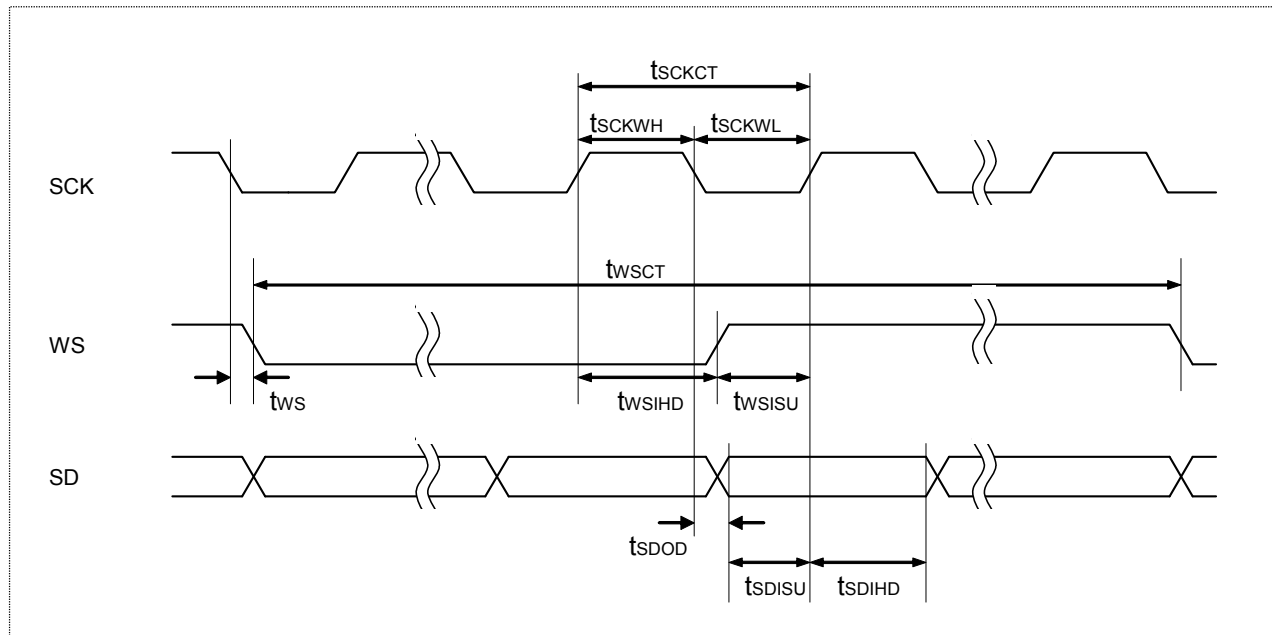 tSCKCT
tSCKWH tSCKWL
SCK
tWSCT
WS
tWS tWSIHD tWSISU
SD
tSDOD
tSDISU tSDIHD